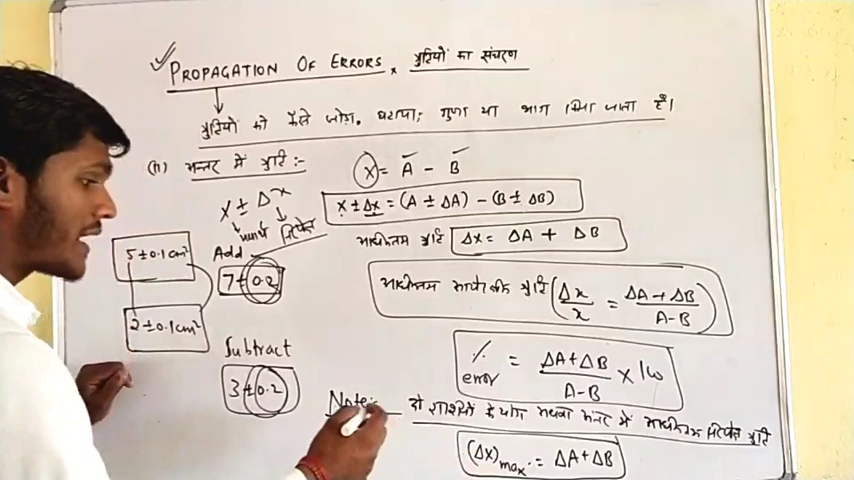 PROPAGATION OF ERRORS, त्रुटियों का संचरण
त्रुटियों को कैसे जोड़ा, घटाया, गुणा या भाग किया जाता है।
(ii) अन्तर में त्रुटि :-
x = A - B
x ± Δx
x ± Δx = (A ± ΔA) - (B ± ΔB)
माध्य निरपेक्ष
अधिकतम त्रुटि Δx = ΔA + ΔB
5 ± 0.1 cm²
2 ± 0.1 cm²
Add
7 ± 0.2
Subtract
3 ± 0.2
अधिकतम सापेक्षिक त्रुटि (Δx/x = ΔA + ΔB/A - B)
% error = ΔA + ΔB/A - B × 100
Note:- दो राशियों के योग अथवा अन्तर में अधिकतम निरपेक्ष त्रुटि
(Δx)max. = ΔA + ΔB